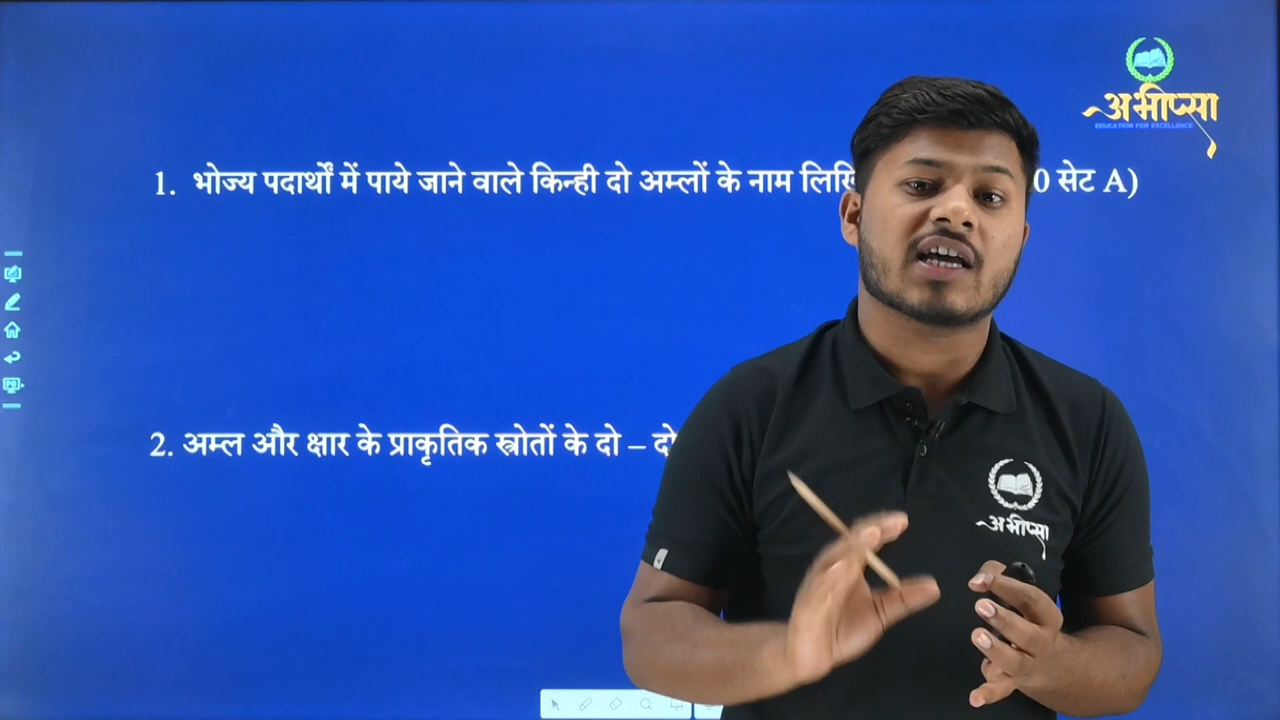 अभीप्सा
EDUCATION FOR EXCELLENCE
1. भोज्य पदार्थों में पाये जाने वाले किन्ही दो अम्लों के नाम 0 सेट A)
2. अम्ल और क्षार के प्राकृतिक स्त्रोतों के दो – दो
अभीप्सा